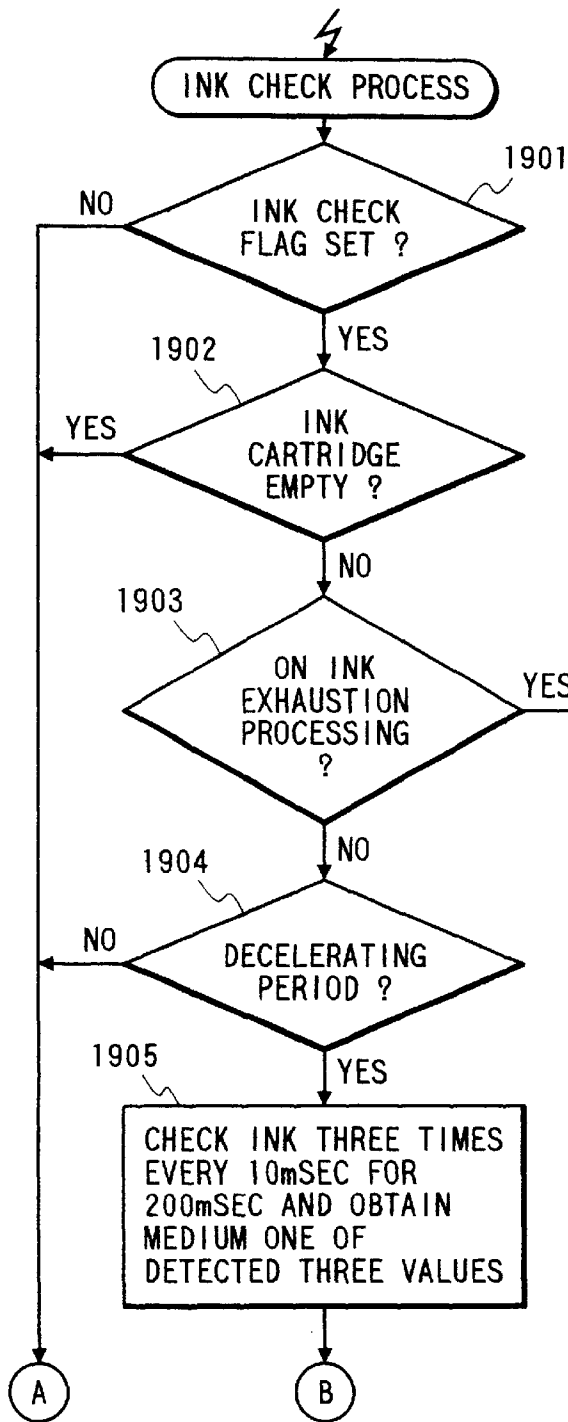 INK CHECK PROCESS
1901
NO
INK CHECK
FLAG SET ?
YES
1902
YES
INK
CARTRIDGE
EMPTY ?
NO
1903
ON INK
EXHAUSTION
PROCESSING
?
YES
NO
1904
NO
DECELERATING
PERIOD ?
YES
1905
CHECK INK THREE TIMES
EVERY 10mSEC FOR
200mSEC AND OBTAIN
MEDIUM ONE OF
DETECTED THREE VALUES
A
B